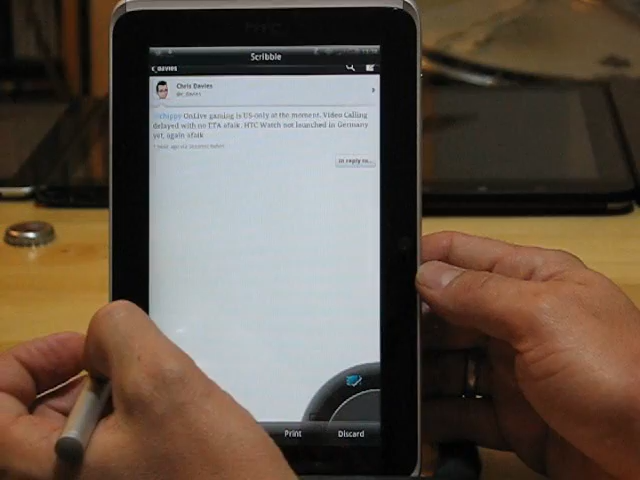 Scribble
c_davies
Chris Davies
@c_davies
@chippy OnLive gaming is US-only at the moment. Video Calling
delayed with no ETA afaik. HTC Watch not launched in Germany
yet, again afaik
In reply to...
Print
Discard